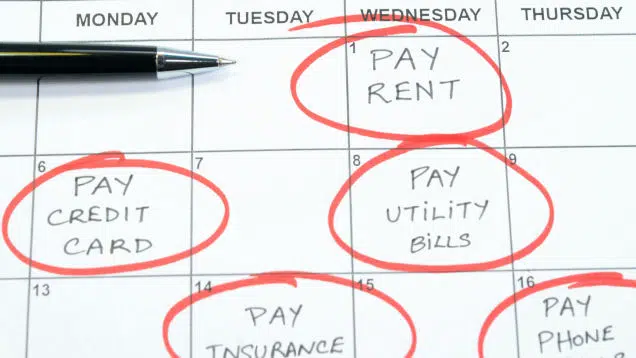 MONDAY TUESDAY WEDNESDAY THURSDAY
1 2
PAY
RENT
6 7 8 9
PAY
CREDIT
CARD
PAY
UTILITY
BILLS
13 14 15 16
PAY
INSURANCE
PAY
PHONE